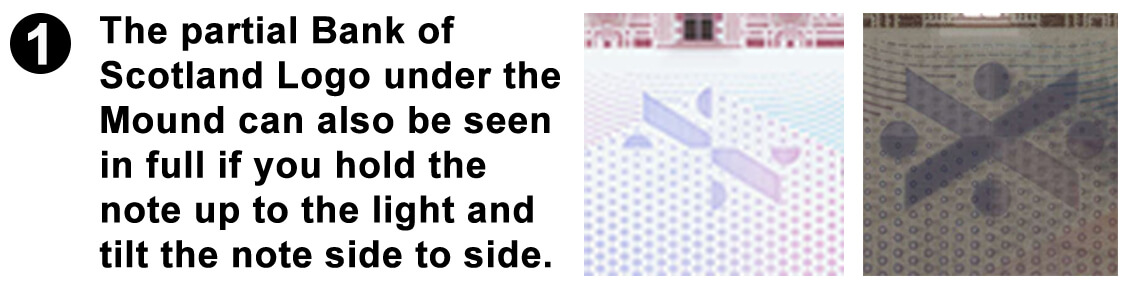 1
The partial Bank of
Scotland Logo under the
Mound can also be seen
in full if you hold the
note up to the light and
tilt the note side to side.